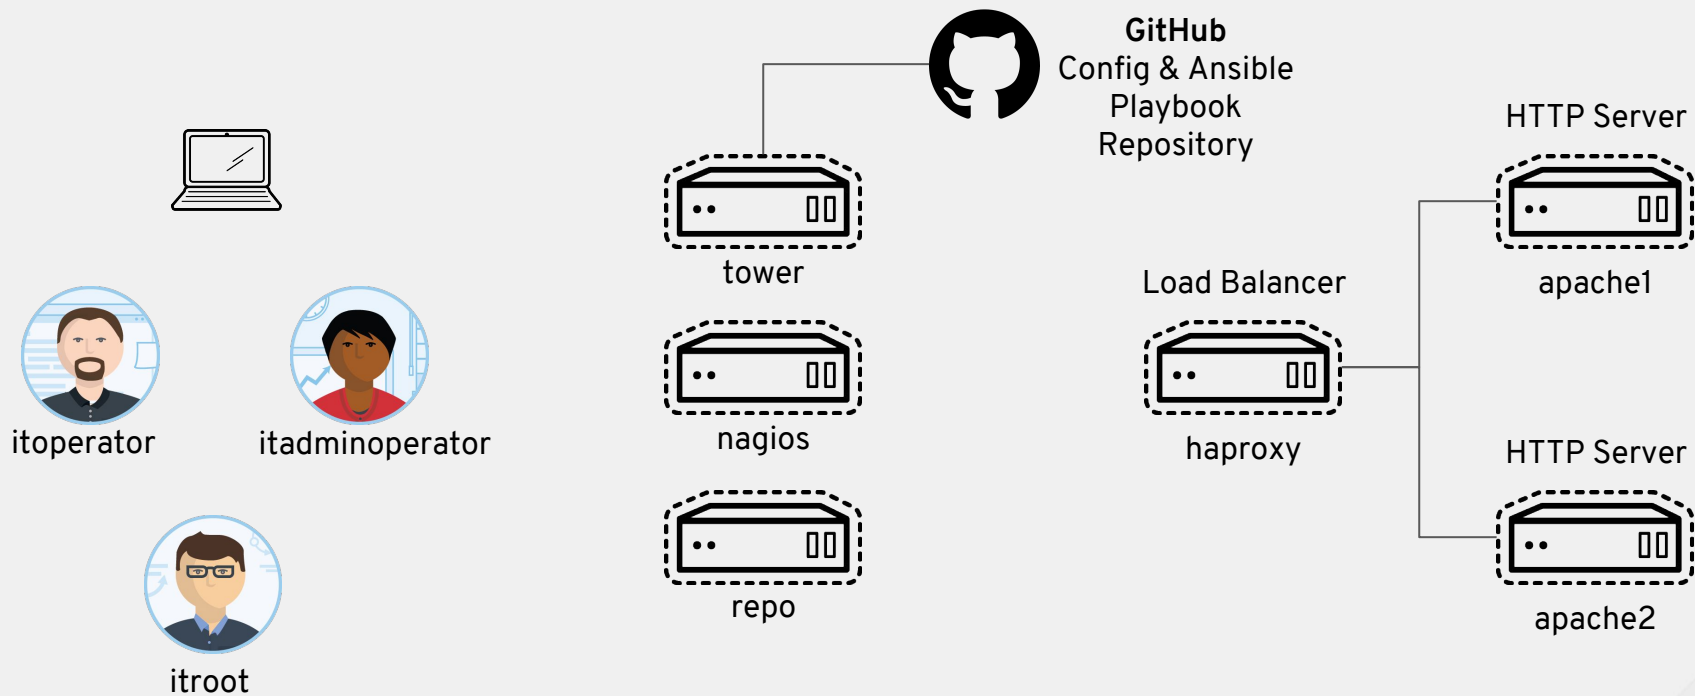 GitHub
Config & Ansible
Playbook
Repository
HTTP Server
tower
Load Balancer
apache1
itoperator
itadminoperator
nagios
haproxy
HTTP Server
repo
apache2
itroot